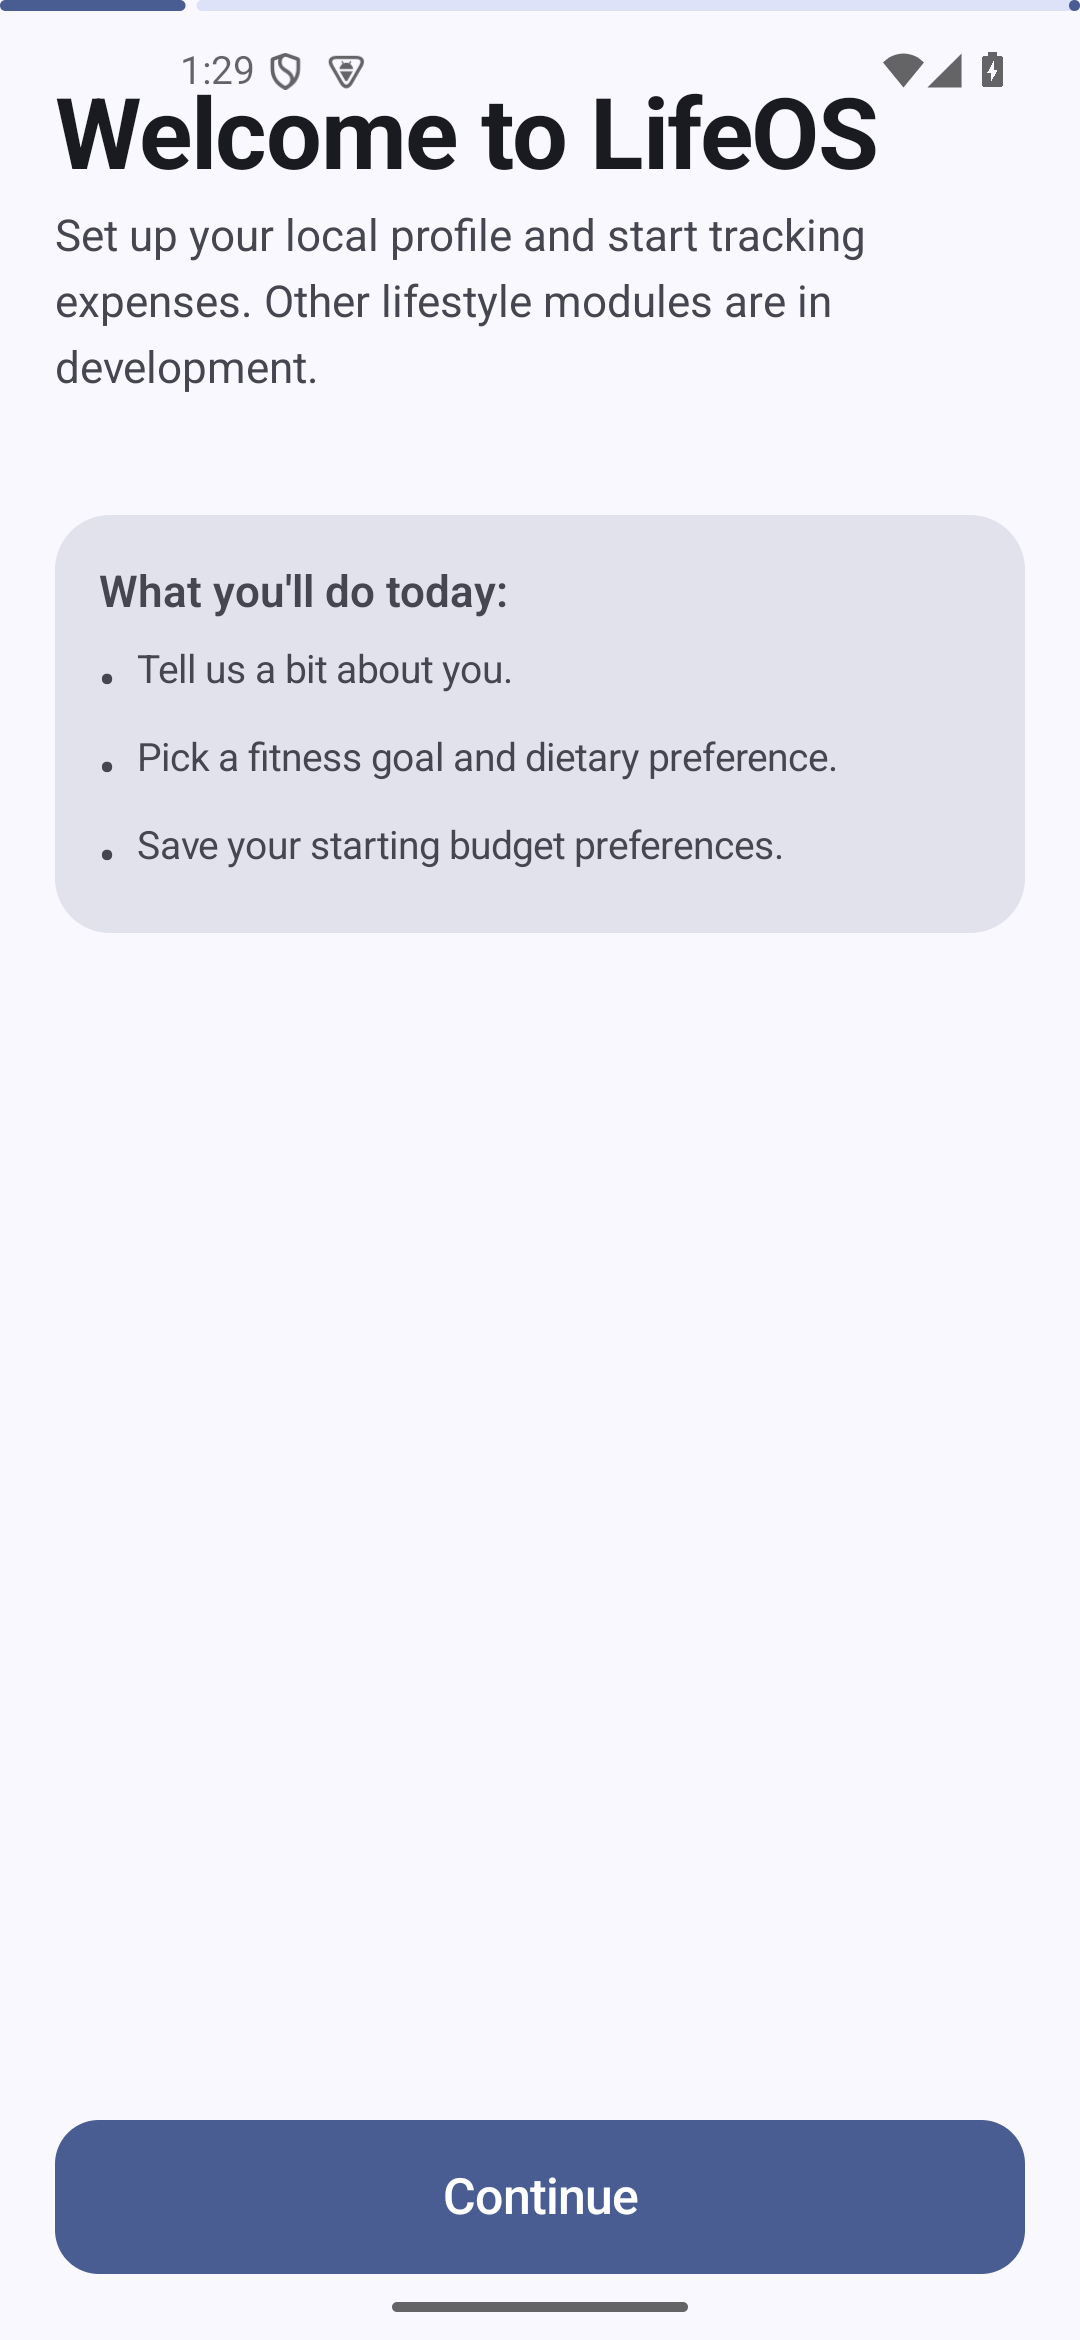 1:29
Welcome to LifeOS
Set up your local profile and start tracking
expenses. Other lifestyle modules are in
development.
What you'll do today:
• Tell us a bit about you.
• Pick a fitness goal and dietary preference.
• Save your starting budget preferences.
Continue